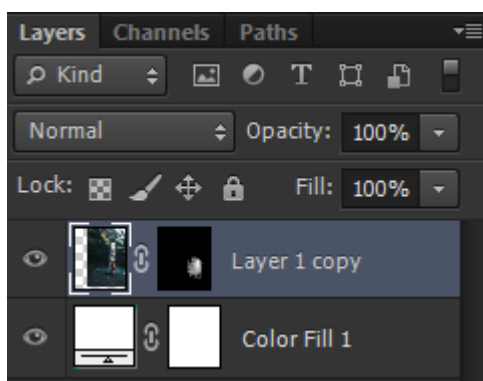 Layers Channels Paths
Kind T
Normal Opacity: 100%
Lock: Fill: 100%
Layer 1 copy
Color Fill 1